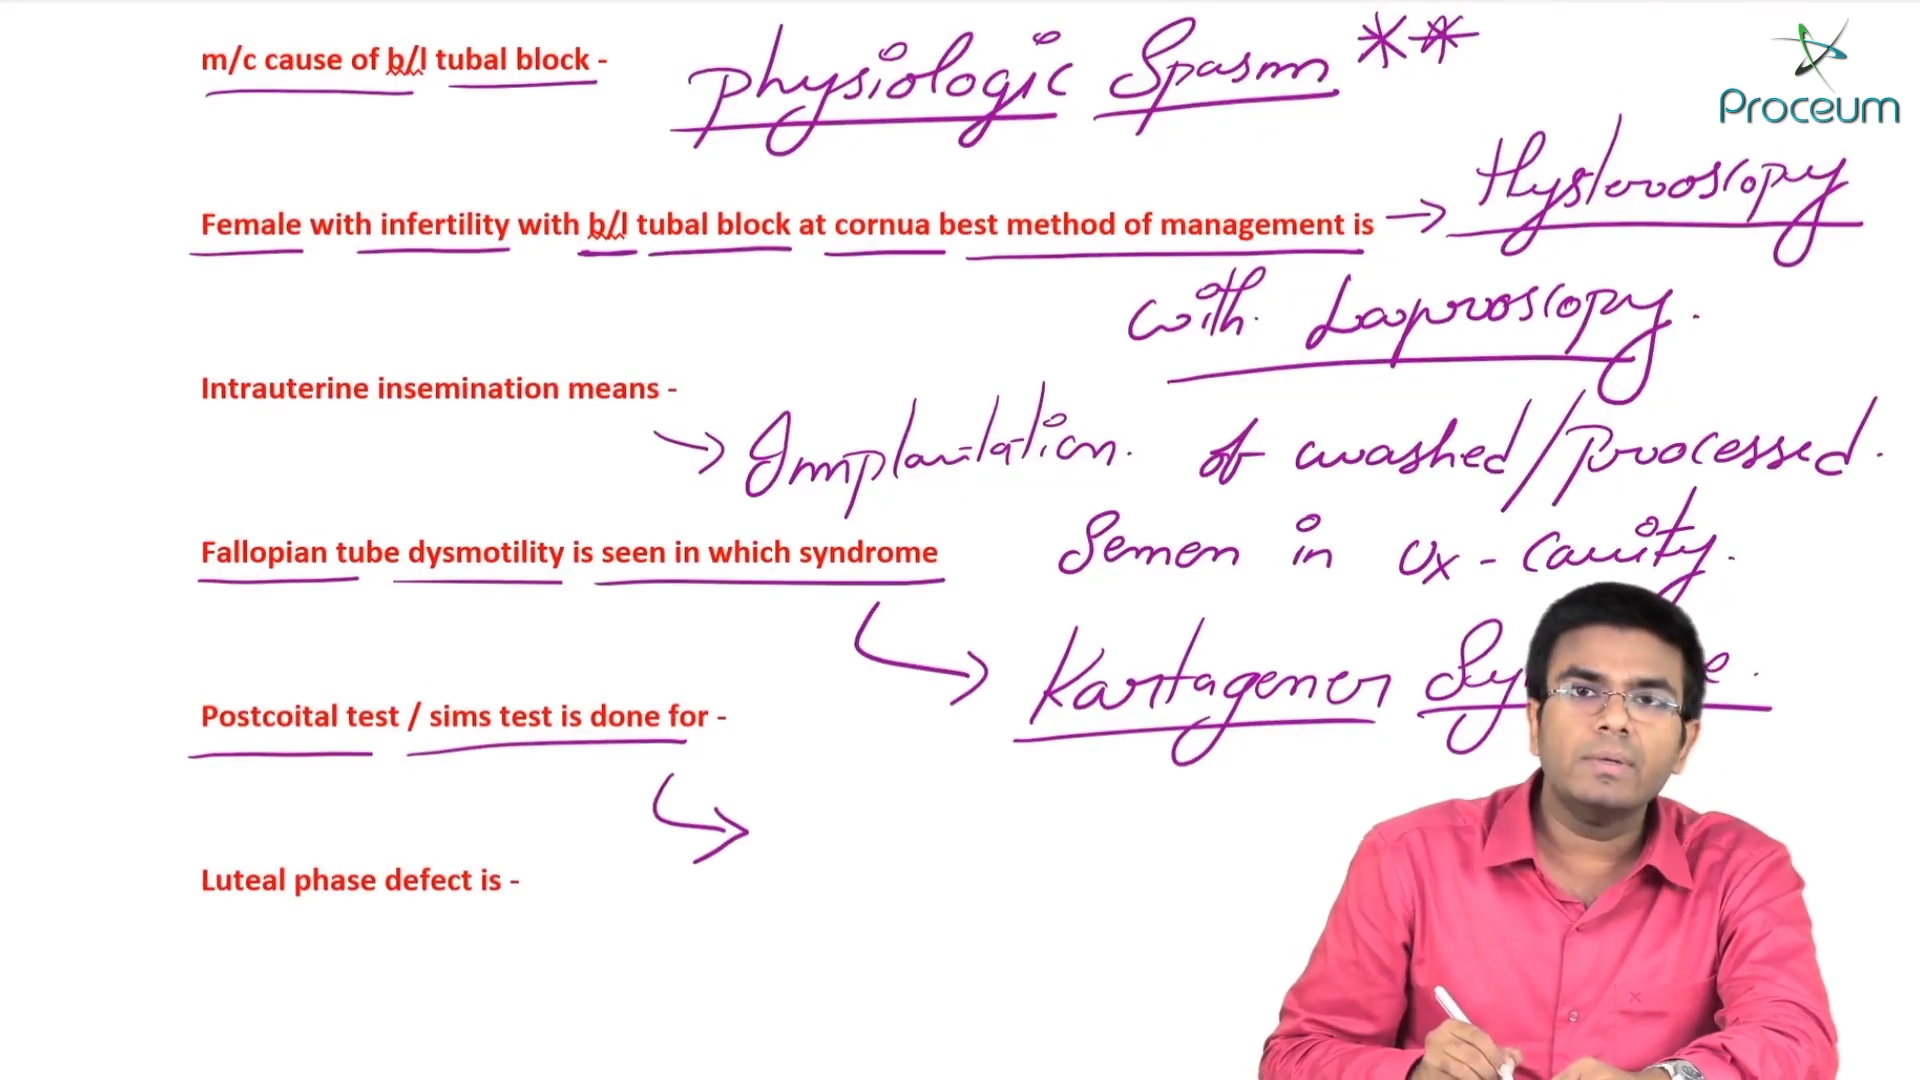 m/c cause of b/l tubal block - physiologic Spasm **
Proceum
Female with infertility with b/l tubal block at cornua best method of management is → Hysteroscopy
with Laproscopy.
Intrauterine insemination means -
→ Implantation of washed/processed.
Semen in Ux - Cavity.
Fallopian tube dysmotility is seen in which syndrome
Kartagener
Postcoital test / sims test is done for -
Luteal phase defect is -